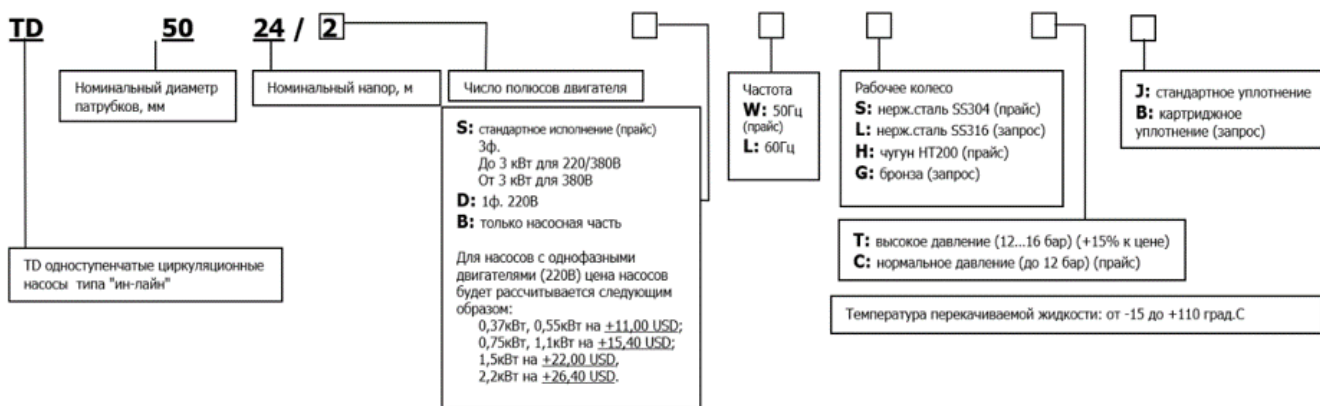 TD 50 24 / 2
Номинальный диаметр
патрубков, мм
Номинальный напор, м
Число полюсов двигателя
S: стандартное исполнение (прайс)
3ф.
До 3 кВт для 220/380В
От 3 кВт для 380В
D: 1ф. 220В
B: только насосная часть
Для насосов с однофазными
двигателями (220В) цена насосов
будет рассчитывается следующим
образом:
0,37кВт, 0,55кВт на +11,00 USD;
0,75кВт, 1,1кВт на +15,40 USD;
1,5кВт на +22,00 USD,
2,2кВт на +26,40 USD.
Частота
W: 50Гц
(прайс)
L: 60Гц
Рабочее колесо
S: нерж.сталь SS304 (прайс)
L: нерж.сталь SS316 (запрос)
H: чугун HT200 (прайс)
G: бронза (запрос)
J: стандартное уплотнение
B: картриджное
уплотнение (запрос)
T: высокое давление (12...16 бар) (+15% к цене)
C: нормальное давление (до 12 бар) (прайс)
TD одноступенчатые циркуляционные
насосы типа "ин-лайн"
Температура перекачиваемой жидкости: от -15 до +110 град.С